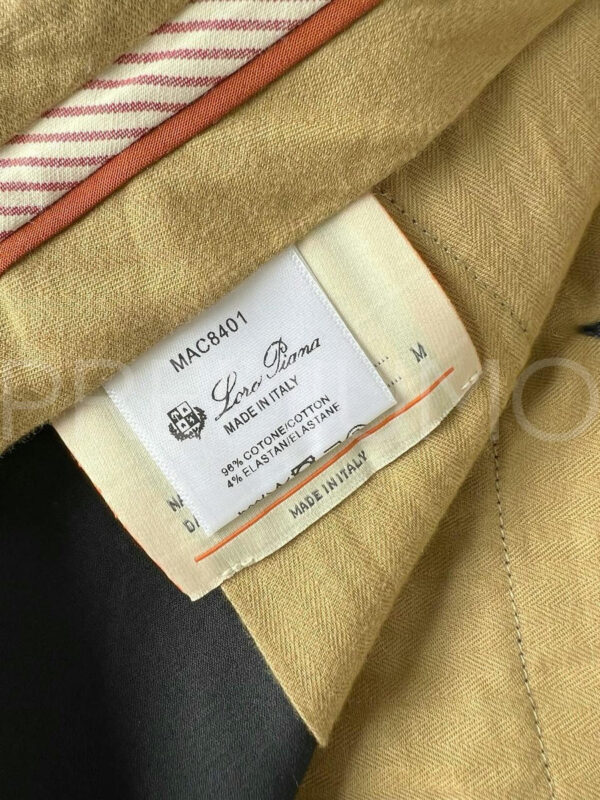 MAC8401
Loro Piana
MADE IN ITALY
96% COTONE/COTTON
4% ELASTAN/ELASTANE
M
MADE IN ITALY